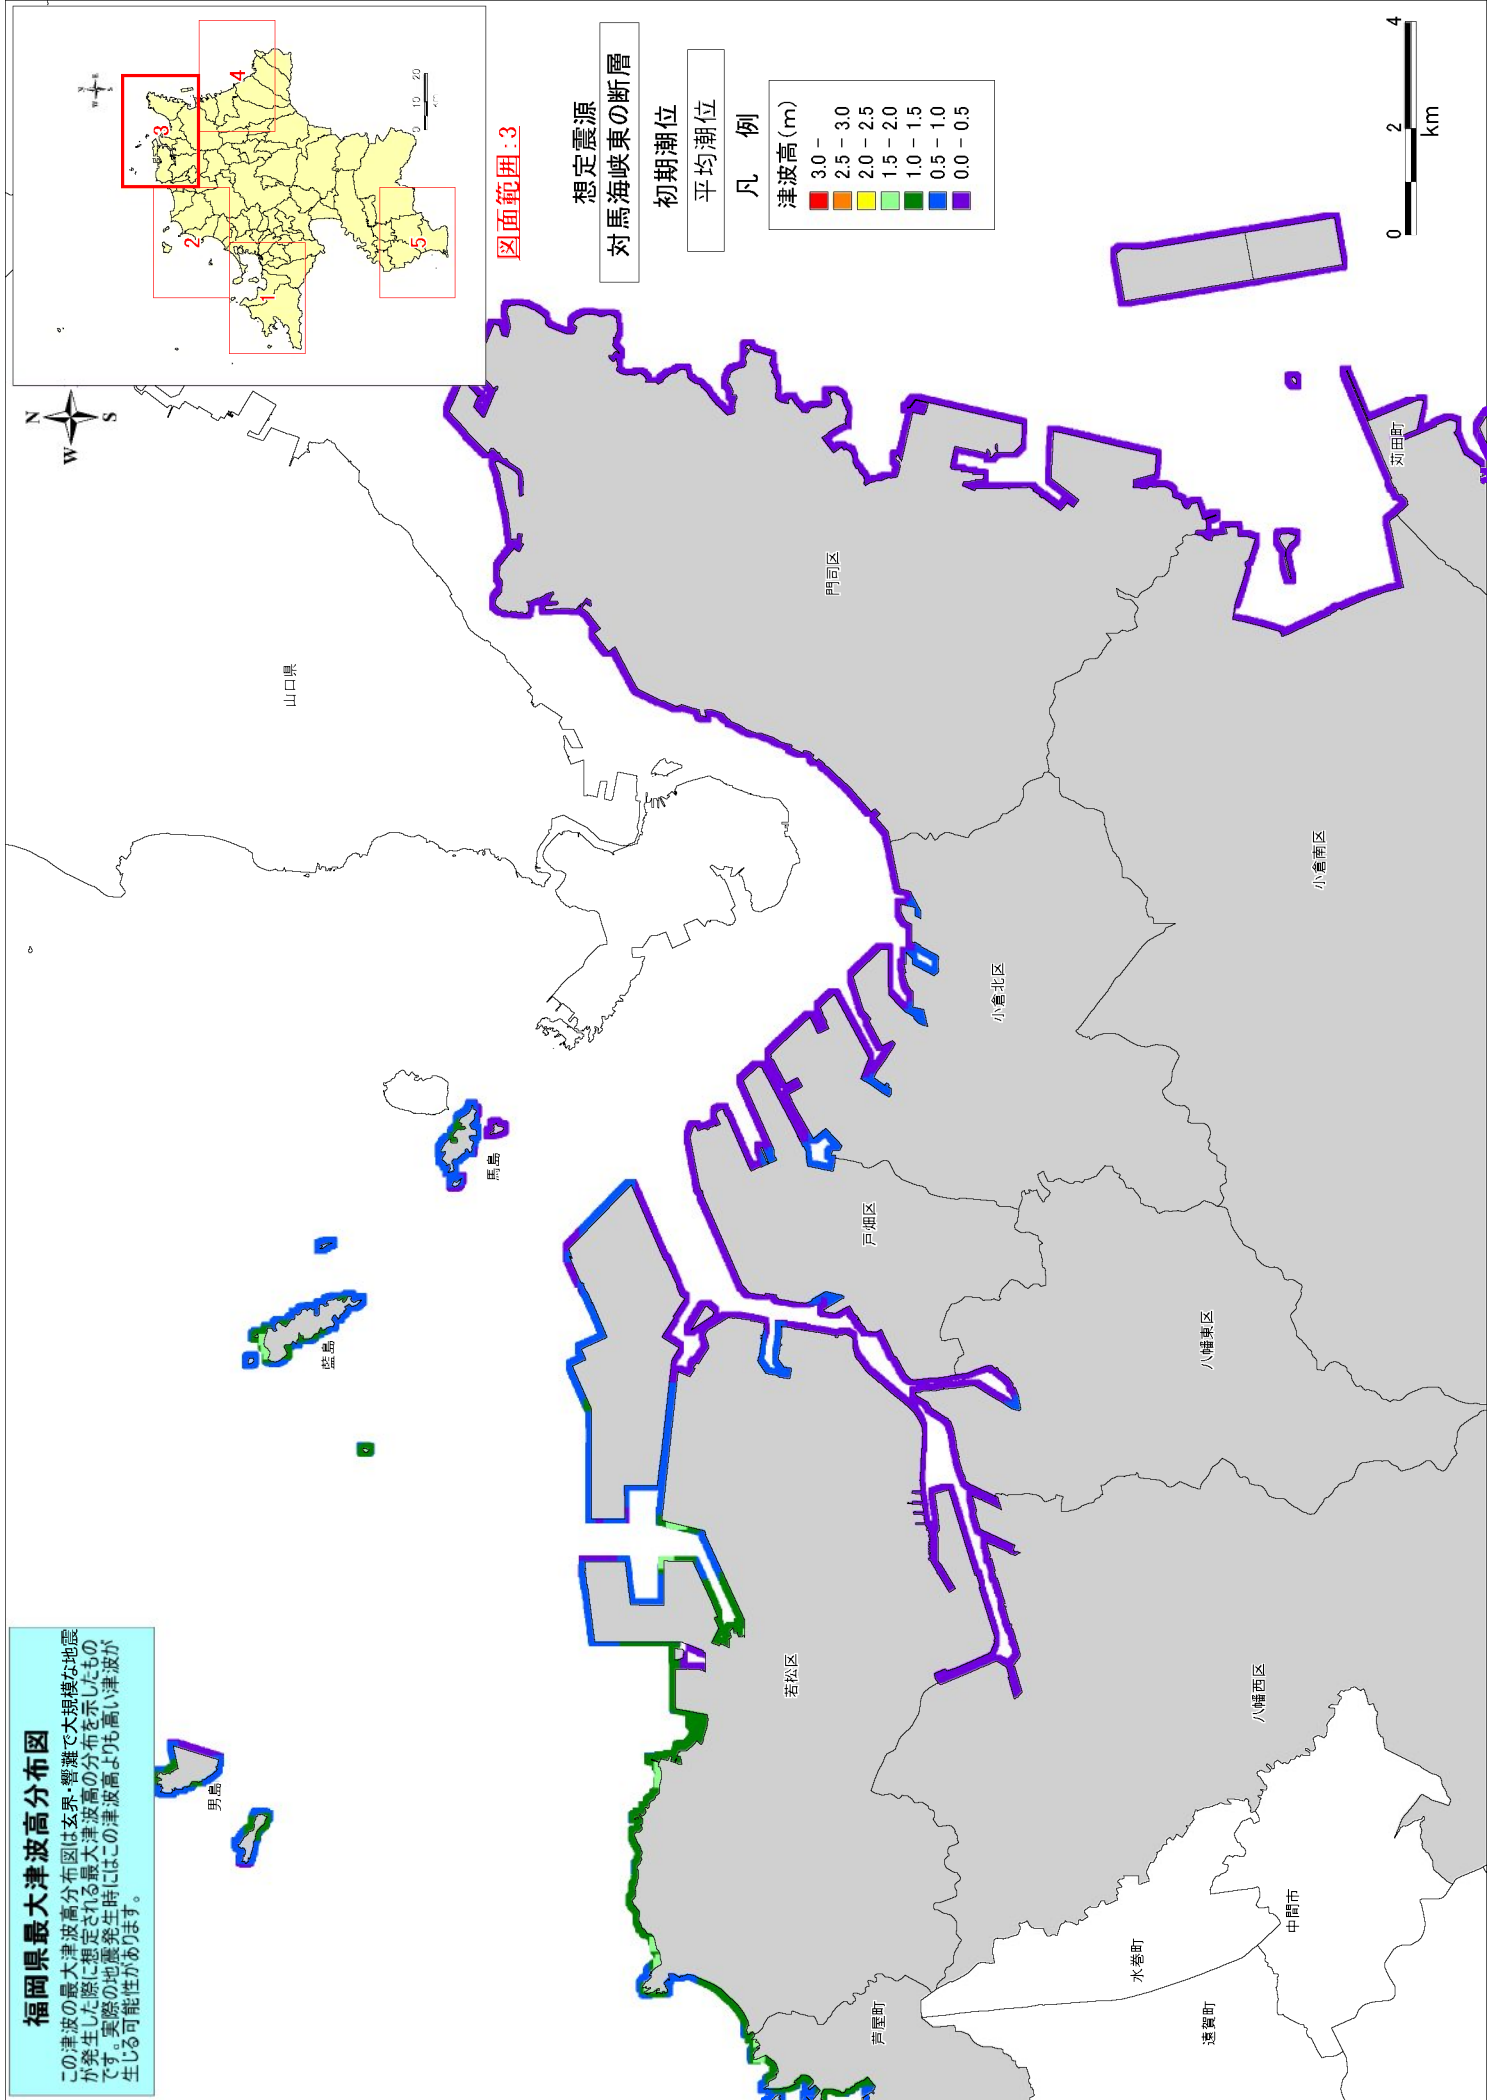 福岡県最大津波高分布図
この津波の最大津波高分布図は玄界・響灘で大規模な地震
が発生した際に想定される最大津波高の分布を示したもの
です。実際の地震発生時にはこの津波高よりも高い津波が
生じる可能性があります。
男島
藍島
馬島
山口県
N
W
S
1
2
3
4
5
0 10 20
図面範囲:3
想定震源
対馬海峡東の断層
初期潮位
平均潮位
凡 例
津波高(m)
3.0 -
2.5 - 3.0
2.0 - 2.5
1.5 - 2.0
1.0 - 1.5
0.5 - 1.0
0.0 - 0.5
門司区
若松区
戸畑区
小倉北区
小倉南区
八幡東区
八幡西区
芦屋町
水巻町
遠賀町
中間市
苅田町
0 2 4
km